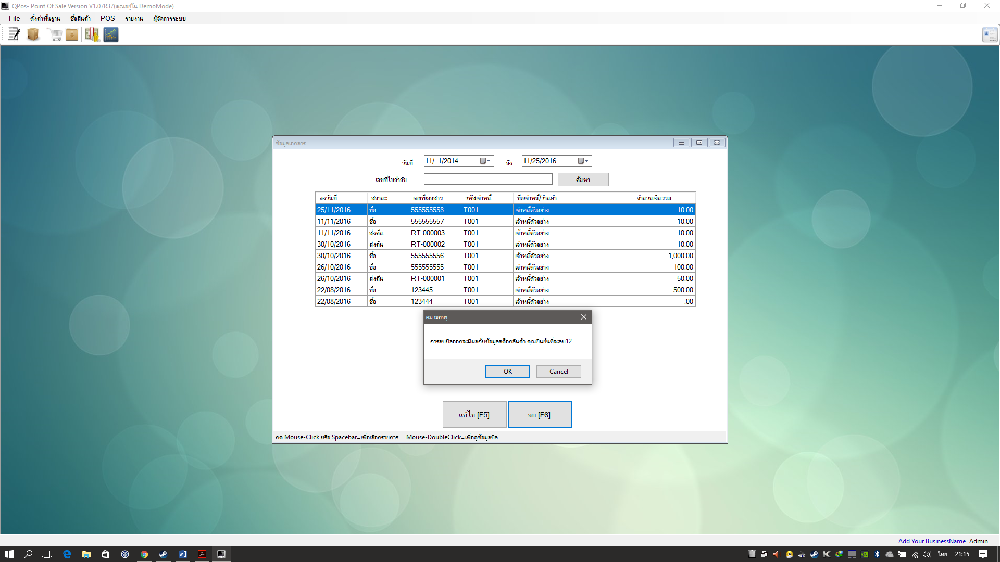 QPos- Point Of Sale Version V1.07R37(คุณอยู่ใน DemoMode)
File ตั้งค่าพื้นฐาน ซื้อสินค้า POS รายงาน ผู้จัดการระบบ
ข้อมูลเอกสาร
วันที่ 11/ 1/2014 ถึง 11/25/2016
เลขที่ใบกำกับ ค้นหา
ลงวันที่ สถานะ เลขที่เอกสาร รหัสเจ้าหนี้ ชื่อเจ้าหนี้/ร้านค้า จำนวนเงินรวม
25/11/2016 ซื้อ 555555558 T001 เจ้าหนี้ตัวอย่าง 10.00
11/11/2016 ซื้อ 555555557 T001 เจ้าหนี้ตัวอย่าง 10.00
11/11/2016 ส่งคืน RT-000003 T001 เจ้าหนี้ตัวอย่าง 10.00
30/10/2016 ส่งคืน RT-000002 T001 เจ้าหนี้ตัวอย่าง 10.00
30/10/2016 ซื้อ 555555556 T001 เจ้าหนี้ตัวอย่าง 1,000.00
26/10/2016 ซื้อ 555555555 T001 เจ้าหนี้ตัวอย่าง 100.00
26/10/2016 ส่งคืน RT-000001 T001 เจ้าหนี้ตัวอย่าง 50.00
22/08/2016 ซื้อ 123445 T001 เจ้าหนี้ตัวอย่าง 500.00
22/08/2016 ซื้อ 123444 T001 เจ้าหนี้ตัวอย่าง .00
หมายเหตุ
การลบบิลออกจะมีผลกับข้อมูลสต็อกสินค้า คุณยืนยันที่จะลบ12
OK Cancel
แก้ไข [F5] ลบ [F6]
กด Mouse-Click หรือ Spacebar=เพื่อเลือกรายการ Mouse-DoubleClick=เพื่อดูข้อมูลบิล
Add Your BusinessName Admin
ไทย 21:15